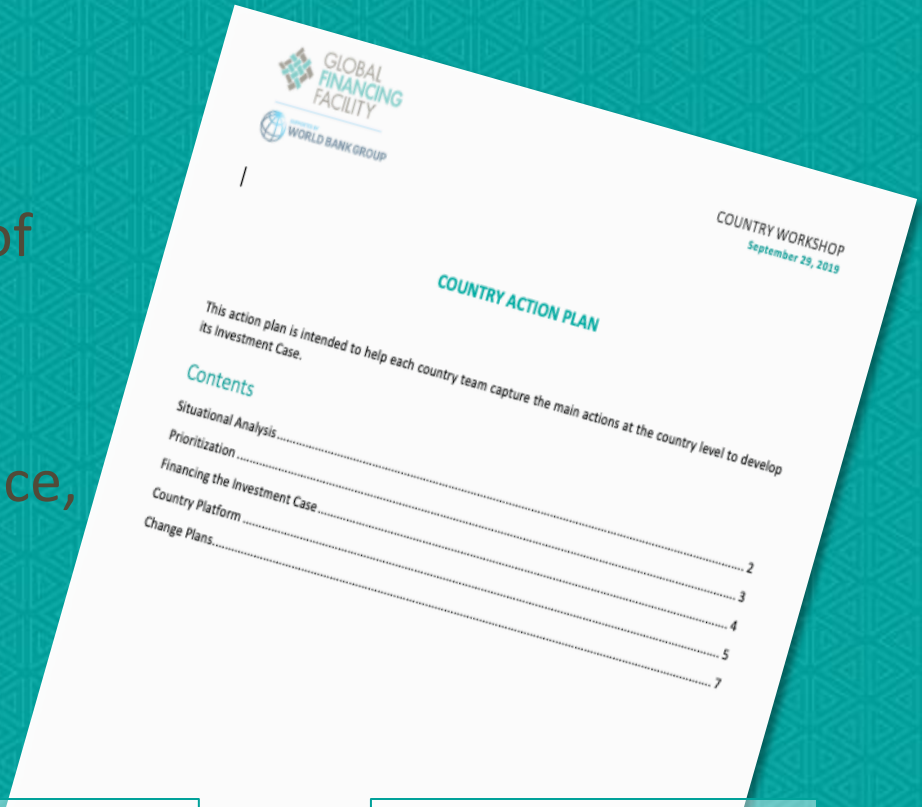 GLOBAL
FINANCING
FACILITY
SUPPORTED BY
WORLD BANK GROUP
of
ce,
COUNTRY WORKSHOP
September 29, 2019
COUNTRY ACTION PLAN
This action plan is intended to help each country team capture the main actions at the country level to develop
its Investment Case.
Contents
Situational Analysis 2
Prioritization 3
Financing the Investment Case 4
Country Platform 5
Change Plans 7